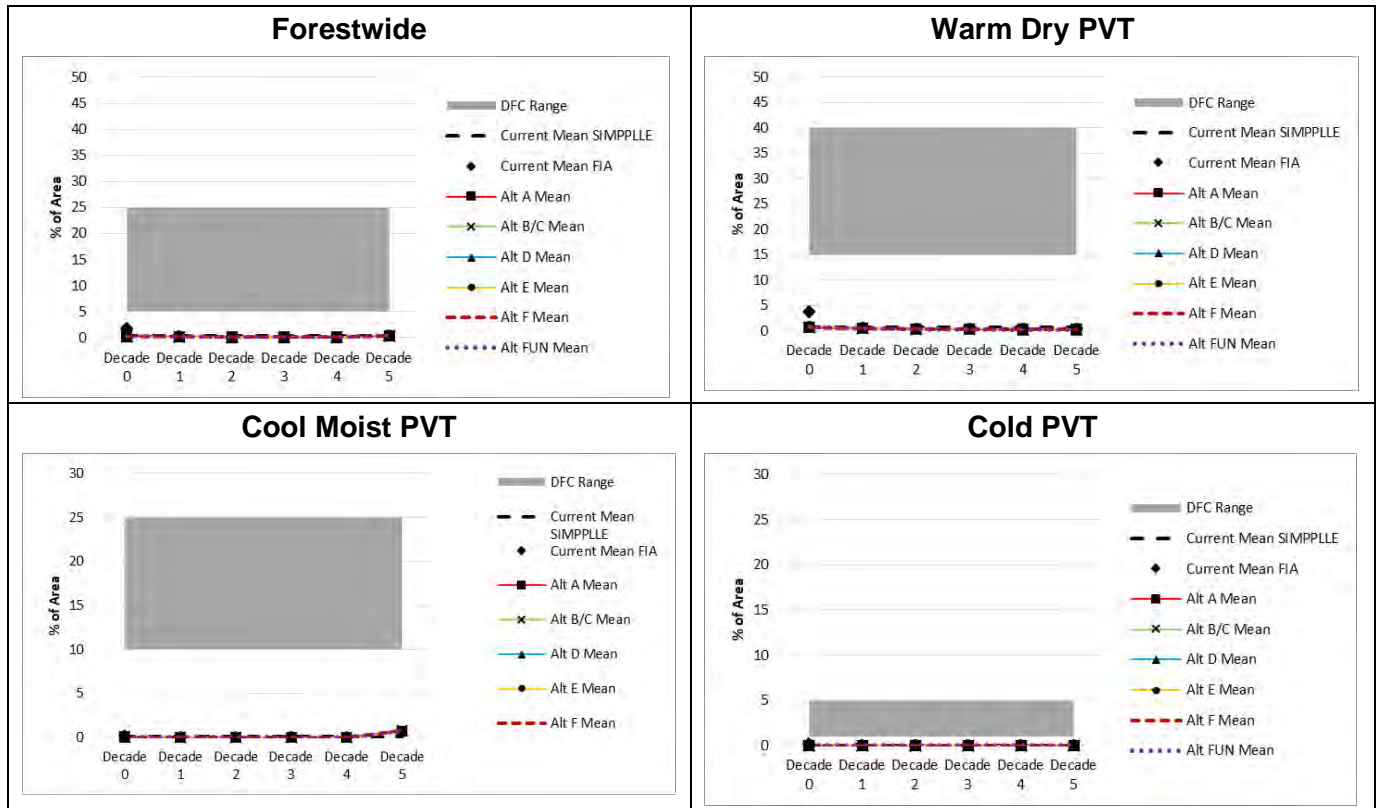 Forestwide
50
45
40
35
30
25
20
15
10
5
0
% of Area
Decade 0
Decade 1
Decade 2
Decade 3
Decade 4
Decade 5
DFC Range
Current Mean SIMPPLLE
Current Mean FIA
Alt A Mean
Alt B/C Mean
Alt D Mean
Alt E Mean
Alt F Mean
Alt FUN Mean
Warm Dry PVT
50
45
40
35
30
25
20
15
10
5
0
% of Area
Decade 0
Decade 1
Decade 2
Decade 3
Decade 4
Decade 5
DFC Range
Current Mean SIMPPLLE
Current Mean FIA
Alt A Mean
Alt B/C Mean
Alt D Mean
Alt E Mean
Alt F Mean
Alt FUN Mean
Cool Moist PVT
30
25
20
15
10
5
0
% of Area
Decade 0
Decade 1
Decade 2
Decade 3
Decade 4
Decade 5
DFC Range
Current Mean
SIMPPLLE
Current Mean FIA
Alt A Mean
Alt B/C Mean
Alt D Mean
Alt E Mean
Alt F Mean
Cold PVT
30
25
20
15
10
5
0
% of Area
Decade 0
Decade 1
Decade 2
Decade 3
Decade 4
Decade 5
DFC Range
Current Mean SIMPPLLE
Current Mean FIA
Alt A Mean
Alt B/C Mean
Alt D Mean
Alt E Mean
Alt F Mean
Alt FUN Mean